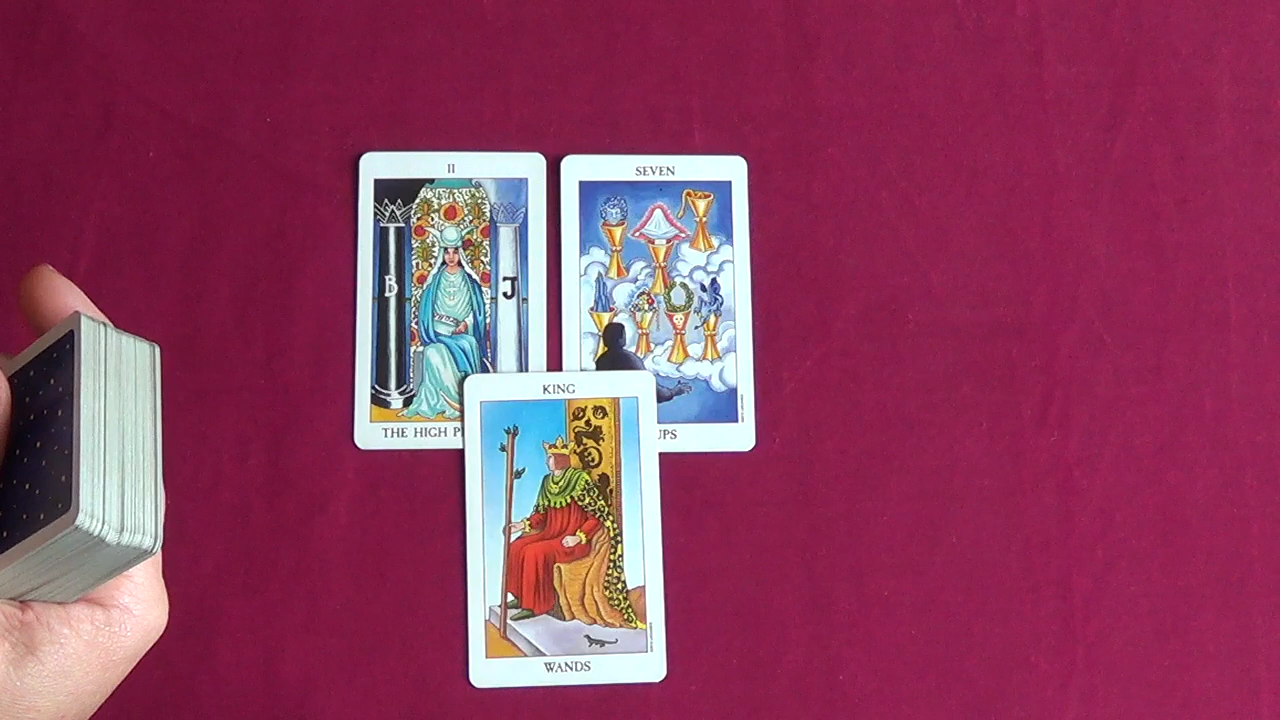 II
B
J
THE HIGH P
SEVEN
UPS
KING
WANDS